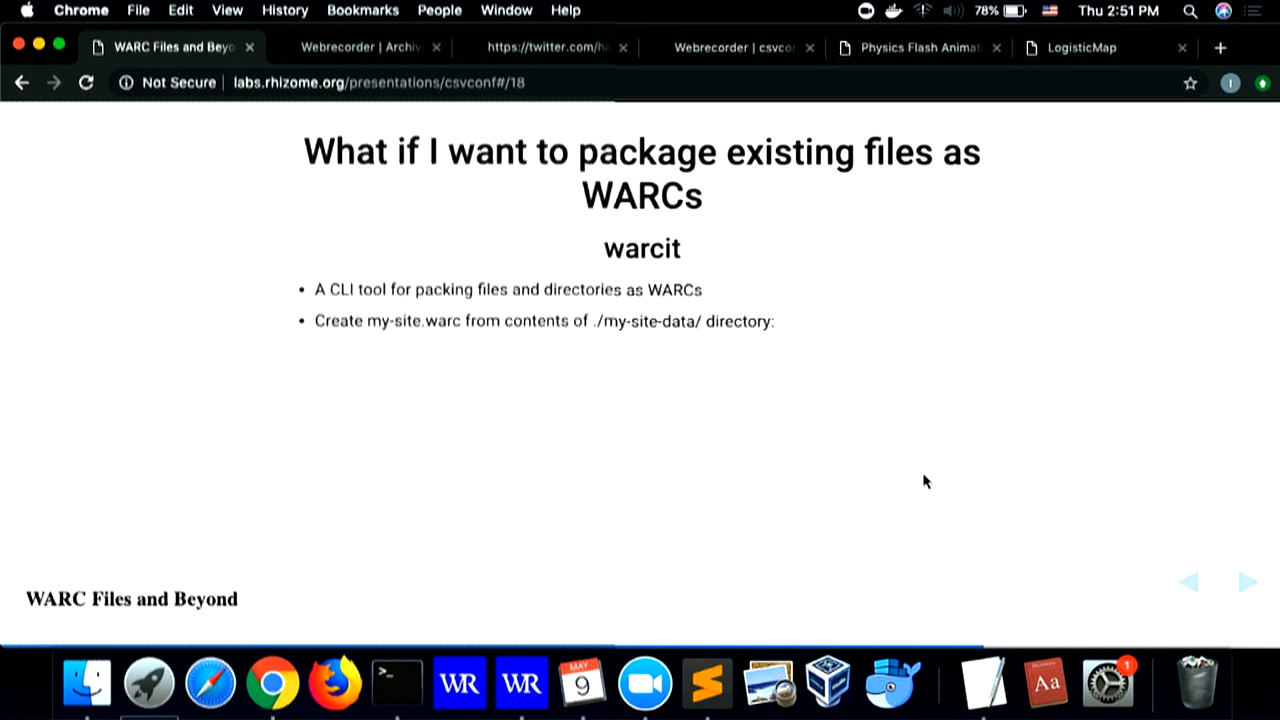 Chrome File Edit View History Bookmarks People Window Help 78% Thu 2:51 PM
WARC Files and Beyo Webrecorder | Archiv https://twitter.com/h Webrecorder | csvco Physics Flash Animat LogisticMap
Not Secure labs.rhizome.org/presentations/csvconf#/18
What if I want to package existing files as
WARCs
warcit
• A CLI tool for packing files and directories as WARCs
• Create my-site.warc from contents of ./my-site-data/ directory:
WARC Files and Beyond
WR WR MAY 9 Aa 1